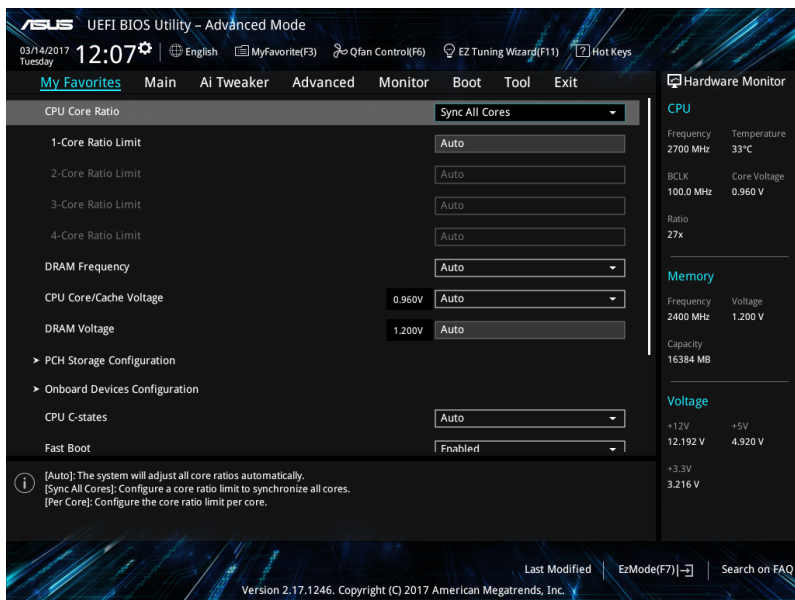 ASUS UEFI BIOS Utility – Advanced Mode
03/14/2017 Tuesday 12:07 English MyFavorite(F3) Qfan Control(F6) EZ Tuning Wizard(F11) ? Hot Keys
My Favorites Main Ai Tweaker Advanced Monitor Boot Tool Exit
CPU Core Ratio Sync All Cores
1-Core Ratio Limit Auto
2-Core Ratio Limit Auto
3-Core Ratio Limit Auto
4-Core Ratio Limit Auto
DRAM Frequency Auto
CPU Core/Cache Voltage 0.960V Auto
DRAM Voltage 1.200V Auto
> PCH Storage Configuration
> Onboard Devices Configuration
CPU C-states Auto
Fast Boot Enabled
i [Auto]: The system will adjust all core ratios automatically.
[Sync All Cores]: Configure a core ratio limit to synchronize all cores.
[Per Core]: Configure the core ratio limit per core.
Hardware Monitor
CPU
Frequency Temperature
2700 MHz 33°C
BCLK Core Voltage
100.0 MHz 0.960 V
Ratio
27x
Memory
Frequency Voltage
2400 MHz 1.200 V
Capacity
16384 MB
Voltage
+12V +5V
12.192 V 4.920 V
+3.3V
3.216 V
Last Modified EzMode(F7) Search on FAQ
Version 2.17.1246. Copyright (C) 2017 American Megatrends, Inc.